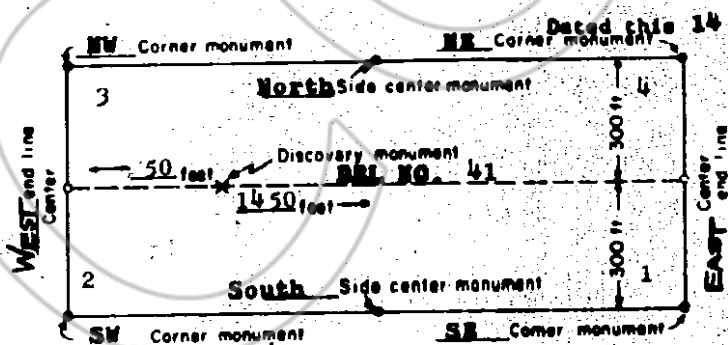 Dated this 14
NW Corner monument
NE Corner monument
North Side center monument
3
4
300 ft
50 feet
Discovery monument
WEST end line
Center
BRL NO. 41
1450 feet
EAST end line
Center
300 ft
2
1
South Side center monument
SW Corner monument
SE Corner monument